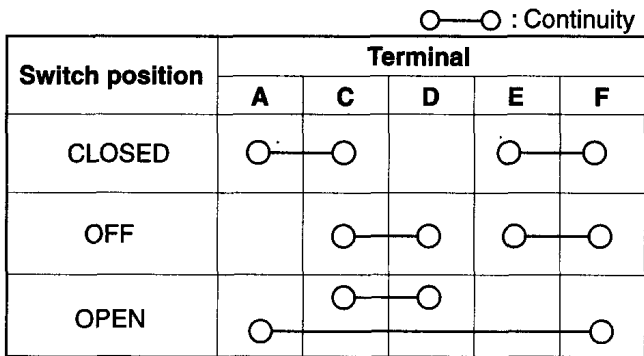 : Continuity
Switch position
Terminal
A C D E F
CLOSED
OFF
OPEN